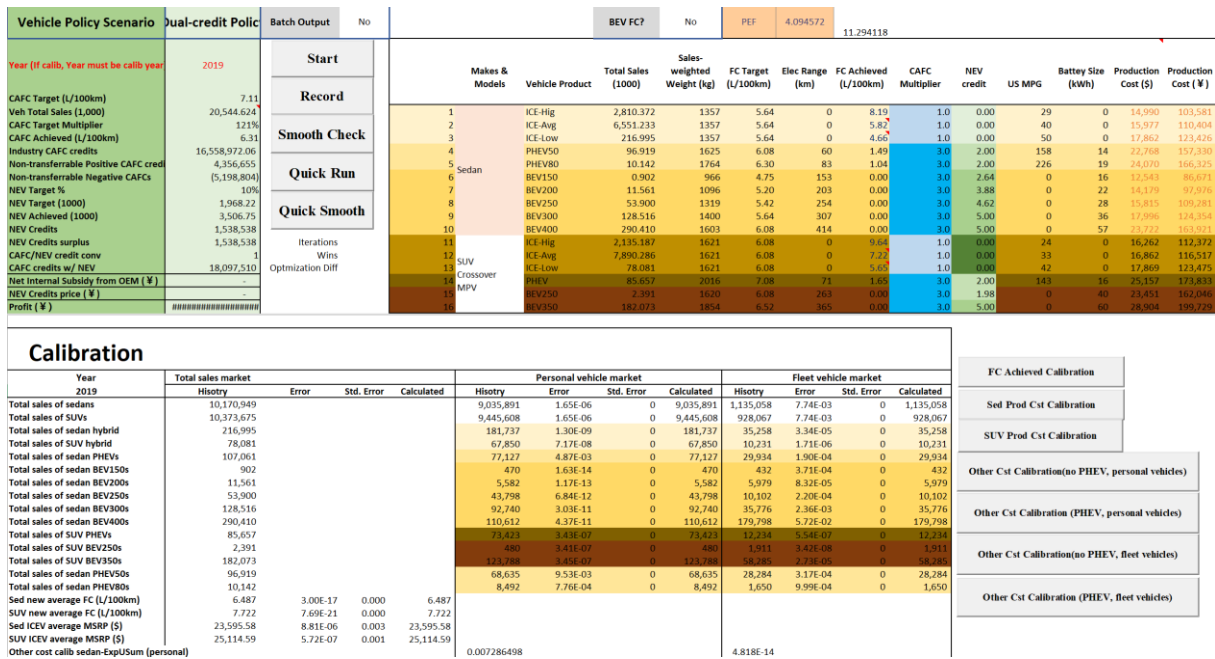 Vehicle Policy Scenario Dual-credit Polic Batch Output No BEV FC? No PEF 4.094572 11.294118
Year (If calib, Year must be calib year 2019
CAFC Target (L/100km) 7.11
Veh Total Sales (1,000) 20,544.624
CAFC Target Multiplier 121%
CAFC Achieved (L/100km) 6.31
Industry CAFC credits 16,558,972.06
Non-transferrable Positive CAFC credi 4,356,655
Non-transferrable Negative CAFCs (5,198,804)
NEV Target % 10%
NEV Target (1000) 1,968.22
NEV Achieved (1000) 3,506.75
NEV Credits 1,538,538
NEV Credits surplus 1,538,538
CAFC/NEV credit conv 1
CAFC credits w/ NEV 18,097,510
Net Internal Subsidy from OEM (¥) -
NEV Credits price (¥) -
Profit (¥) ###################
Start
Record
Smooth Check
Quick Run
Quick Smooth
Iterations
Wins
Optmization Diff
Makes & Models Vehicle Product Total Sales (1000) Sales-weighted Weight (kg) FC Target (L/100km) Elec Range (km) FC Achieved (L/100km) CAFC Multiplier NEV credit US MPG Battey Size (kWh) Production Cost ($) Production Cost (¥)
1 ICE-Hig 2,810.372 1357 5.64 0 8.19 1.0 0.00 29 0 14,990 103,581
2 ICE-Avg 6,551.233 1357 5.64 0 5.82 1.0 0.00 40 0 15,977 110,404
3 ICE-Low 216.995 1357 5.64 0 4.66 1.0 0.00 50 0 17,862 123,426
4 PHEV50 96.919 1625 6.08 60 1.49 3.0 2.00 158 14 22,768 157,330
5 Sedan PHEV80 10.142 1764 6.30 83 1.04 3.0 2.00 226 19 24,070 166,325
6 BEV150 0.902 966 4.75 153 0.00 3.0 2.64 0 16 12,543 86,671
7 BEV200 11.561 1096 5.20 203 0.00 3.0 3.88 0 22 14,179 97,976
8 BEV250 53.900 1319 5.42 254 0.00 3.0 4.62 0 28 15,815 109,281
9 BEV300 128.516 1400 5.64 307 0.00 3.0 5.00 0 36 17,996 124,354
10 BEV400 290.410 1603 6.08 414 0.00 3.0 5.00 0 57 23,722 163,921
11 ICE-Hig 2,135.187 1621 6.08 0 9.64 1.0 0.00 24 0 16,262 112,372
12 SUV ICE-Avg 7,890.286 1621 6.08 0 7.22 1.0 0.00 33 0 16,862 116,517
13 Crossover ICE-Low 78.081 1621 6.08 0 5.65 1.0 0.00 42 0 17,869 123,475
14 MPV PHEV 85.657 2016 7.08 71 1.65 3.0 2.00 143 16 25,157 173,833
15 BEV250 2.391 1620 6.08 263 0.00 3.0 1.98 0 40 23,451 162,046
16 BEV350 182.073 1854 6.52 365 0.00 3.0 5.00 0 60 28,904 199,729
Calibration
Year Total sales market Personal vehicle market Fleet vehicle market
2019 Hisotry Error Std. Error Calculated Hisotry Error Std. Error Calculated Hisotry Error Std. Error Calculated
Total sales of sedans 10,170,949 9,035,891 1.65E-06 0 9,035,891 1,135,058 7.74E-03 0 1,135,058
Total sales of SUVs 10,373,675 9,445,608 1.65E-06 0 9,445,608 928,067 7.74E-03 0 928,067
Total sales of sedan hybrid 216,995 181,737 1.30E-09 0 181,737 35,258 3.34E-05 0 35,258
Total sales of SUV hybrid 78,081 67,850 7.17E-08 0 67,850 10,231 1.71E-06 0 10,231
Total sales of sedan PHEVs 107,061 77,127 4.87E-03 0 77,127 29,934 1.90E-04 0 29,934
Total sales of sedan BEV150s 902 470 1.63E-14 0 470 432 3.71E-04 0 432
Total sales of sedan BEV200s 11,561 5,582 1.17E-13 0 5,582 5,979 8.32E-05 0 5,979
Total sales of sedan BEV250s 53,900 43,798 6.84E-12 0 43,798 10,102 2.20E-04 0 10,102
Total sales of sedan BEV300s 128,516 92,740 3.03E-11 0 92,740 35,776 2.36E-03 0 35,776
Total sales of sedan BEV400s 290,410 110,612 4.37E-11 0 110,612 179,798 5.72E-02 0 179,798
Total sales of SUV PHEVs 85,657 73,423 3.43E-07 0 73,423 12,234 5.54E-07 0 12,234
Total sales of SUV BEV250s 2,391 480 3.41E-07 0 480 1,911 3.42E-08 0 1,911
Total sales of SUV BEV350s 182,073 123,788 3.45E-07 0 123,788 58,285 2.73E-05 0 58,285
Total sales of sedan PHEV50s 96,919 68,635 9.53E-03 0 68,635 28,284 3.17E-04 0 28,284
Total sales of sedan PHEV80s 10,142 8,492 7.76E-04 0 8,492 1,650 9.99E-04 0 1,650
Sed new average FC (L/100km) 6.487 3.00E-17 0.000 6.487
SUV new average FC (L/100km) 7.722 7.69E-21 0.000 7.722
Sed ICEV average MSRP ($) 23,595.58 8.81E-06 0.003 23,595.58
SUV ICEV average MSRP ($) 25,114.59 5.72E-07 0.001 25,114.59
Other cost calib sedan-ExpUSum (personal) 0.007286498 4.818E-14
FC Achieved Calibration
Sed Prod Cst Calibration
SUV Prod Cst Calibration
Other Cst Calibration(no PHEV, personal vehicles)
Other Cst Calibration (PHEV, personal vehicles)
Other Cst Calibration(no PHEV, fleet vehicles)
Other Cst Calibration (PHEV, fleet vehicles)